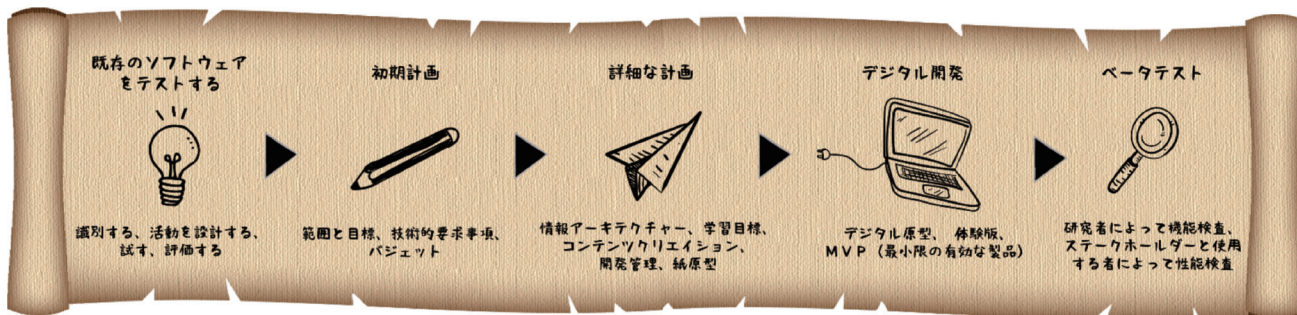 既存のソフトウェア
をテストする
識別する、活動を設計する、
試す、評価する
初期計画
範囲と目標、技術的要求事項、
バジェット
詳細な計画
情報アーキテクチャー、学習目標、
コンテンツクリエイション、
開発管理、紙原型
デジタル開発
デジタル原型、 体験版、
MVP（最小限の有効な製品）
ベータテスト
研究者によって機能検査、
ステークホールダーと使用
する者によって性能検査